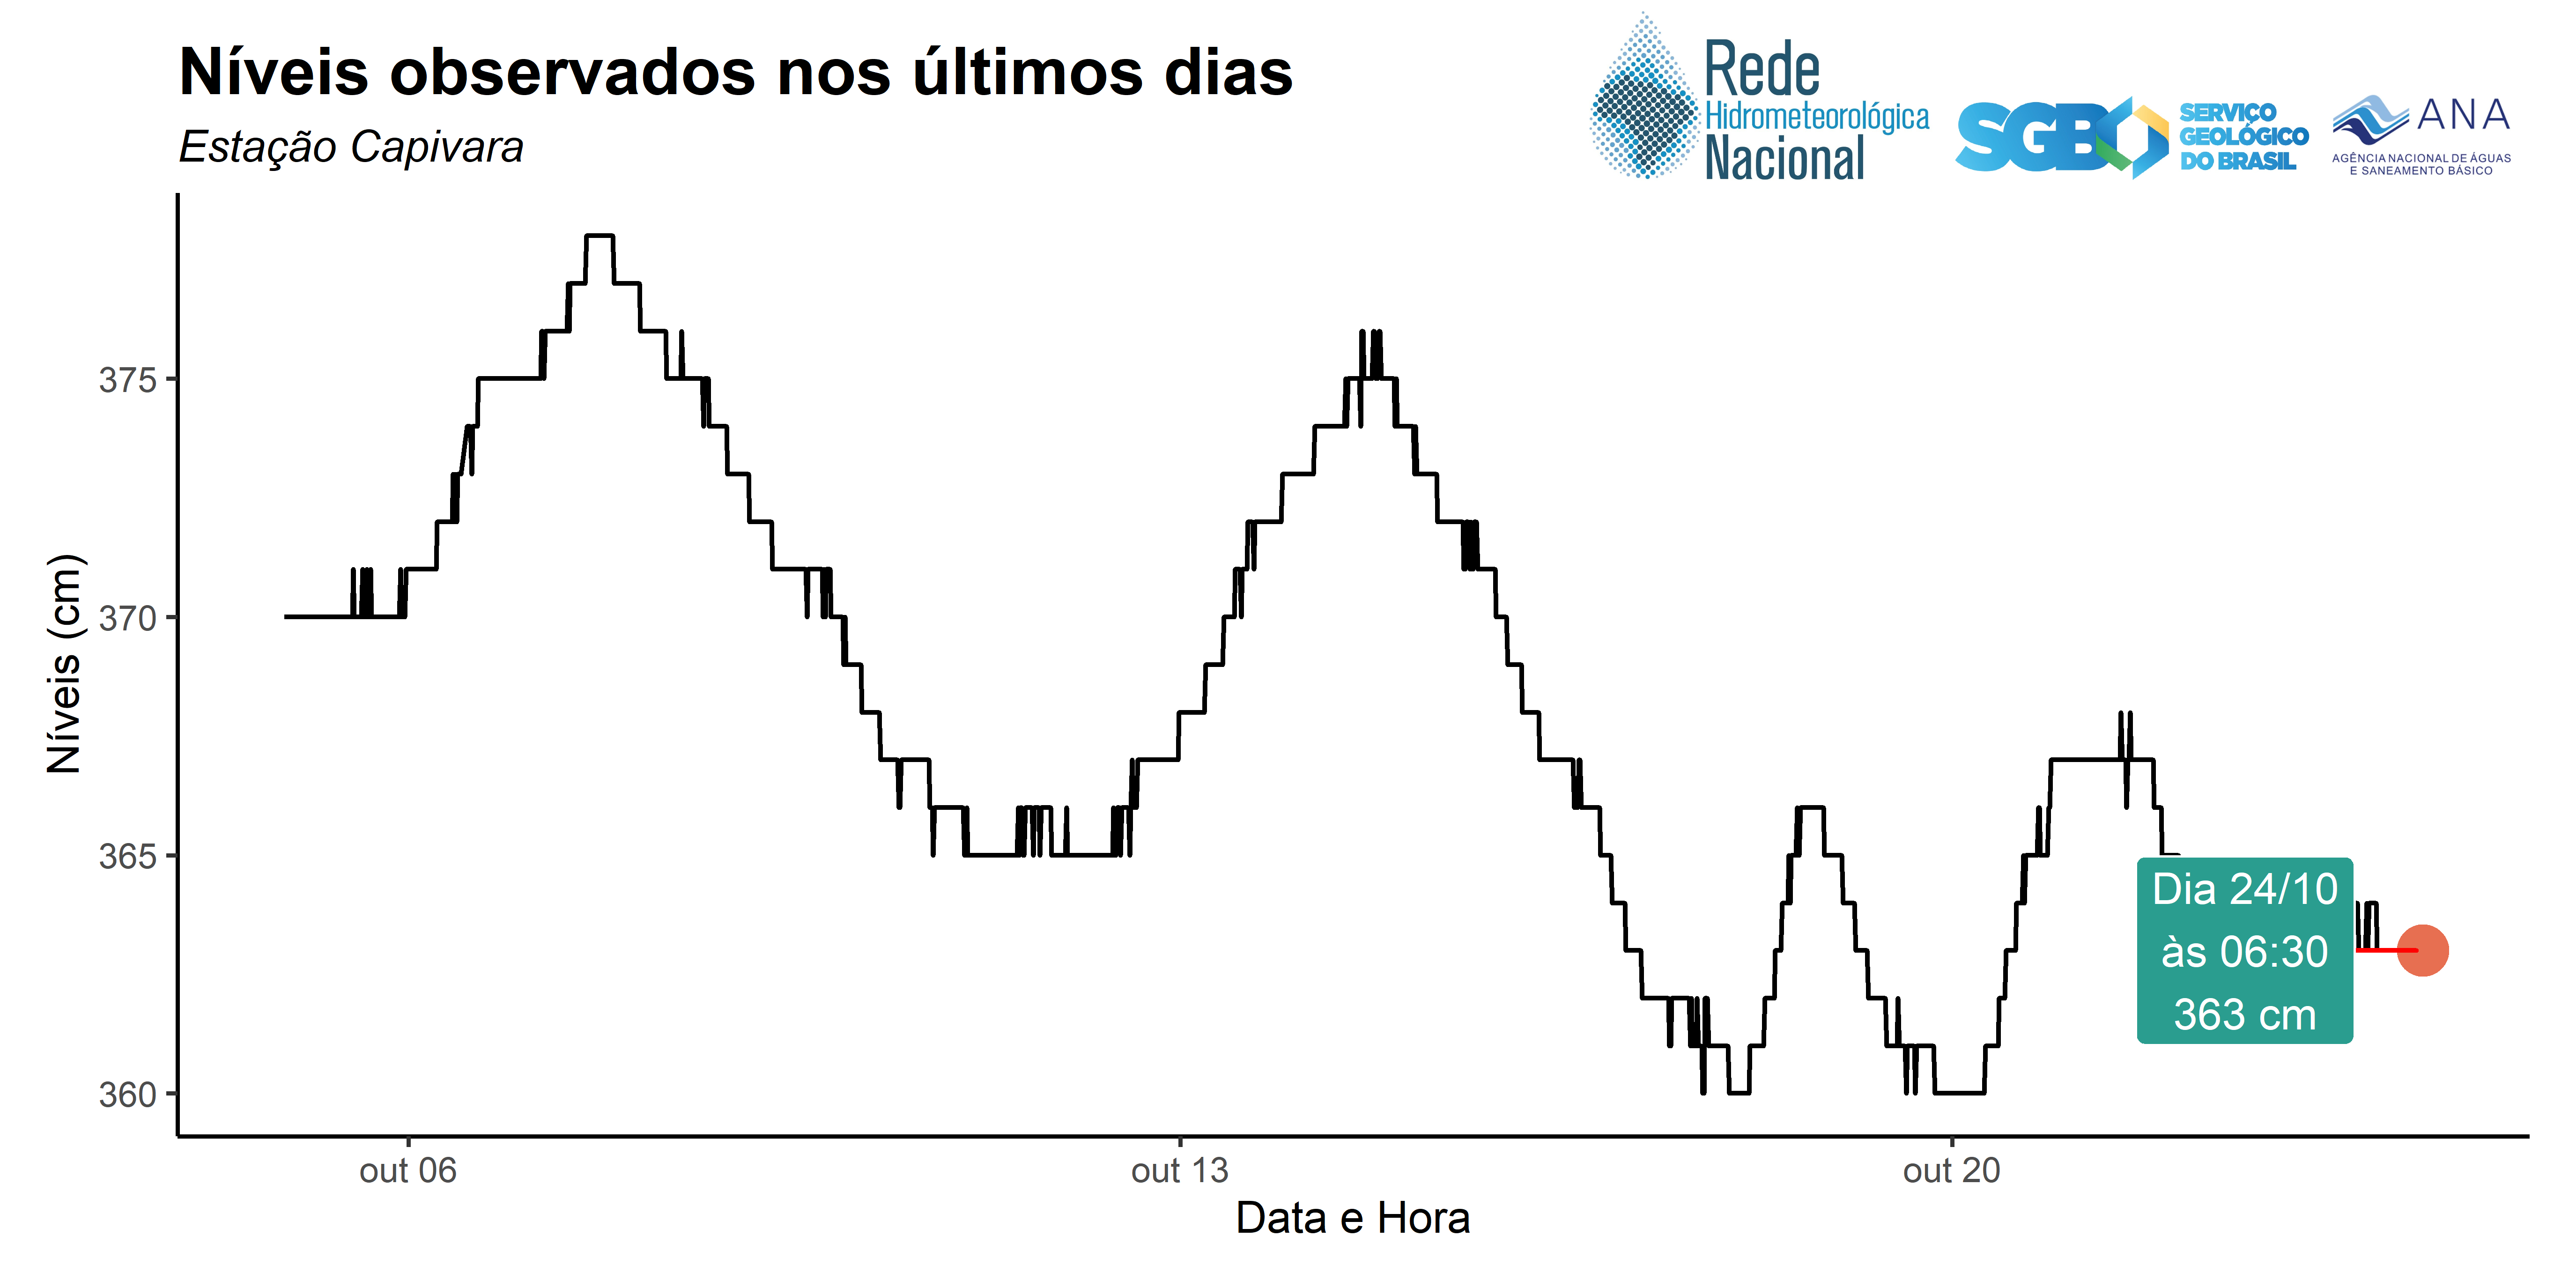 Níveis observados nos últimos dias
Estação Capivara
Rede
Hidrometeorológica
Nacional
SGB
SERVIÇO
GEOLÓGICO
DO BRASIL
ANA
AGÊNCIA NACIONAL DE ÁGUAS
E SANEAMENTO BÁSICO
Níveis (cm)
375
370
365
360
Dia 24/10
às 06:30
363 cm
out 06
out 13
out 20
Data e Hora